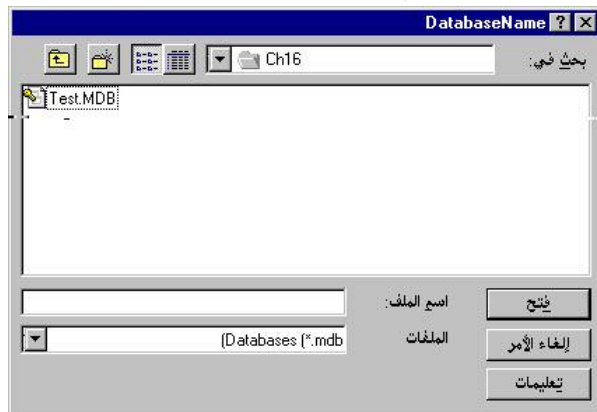 DatabaseName
بحث في:
Ch16
Test.MDB
اسم الملف:
فتح
الملفات
(Databases (*.mdb
إلغاء الأمر
تعليمات